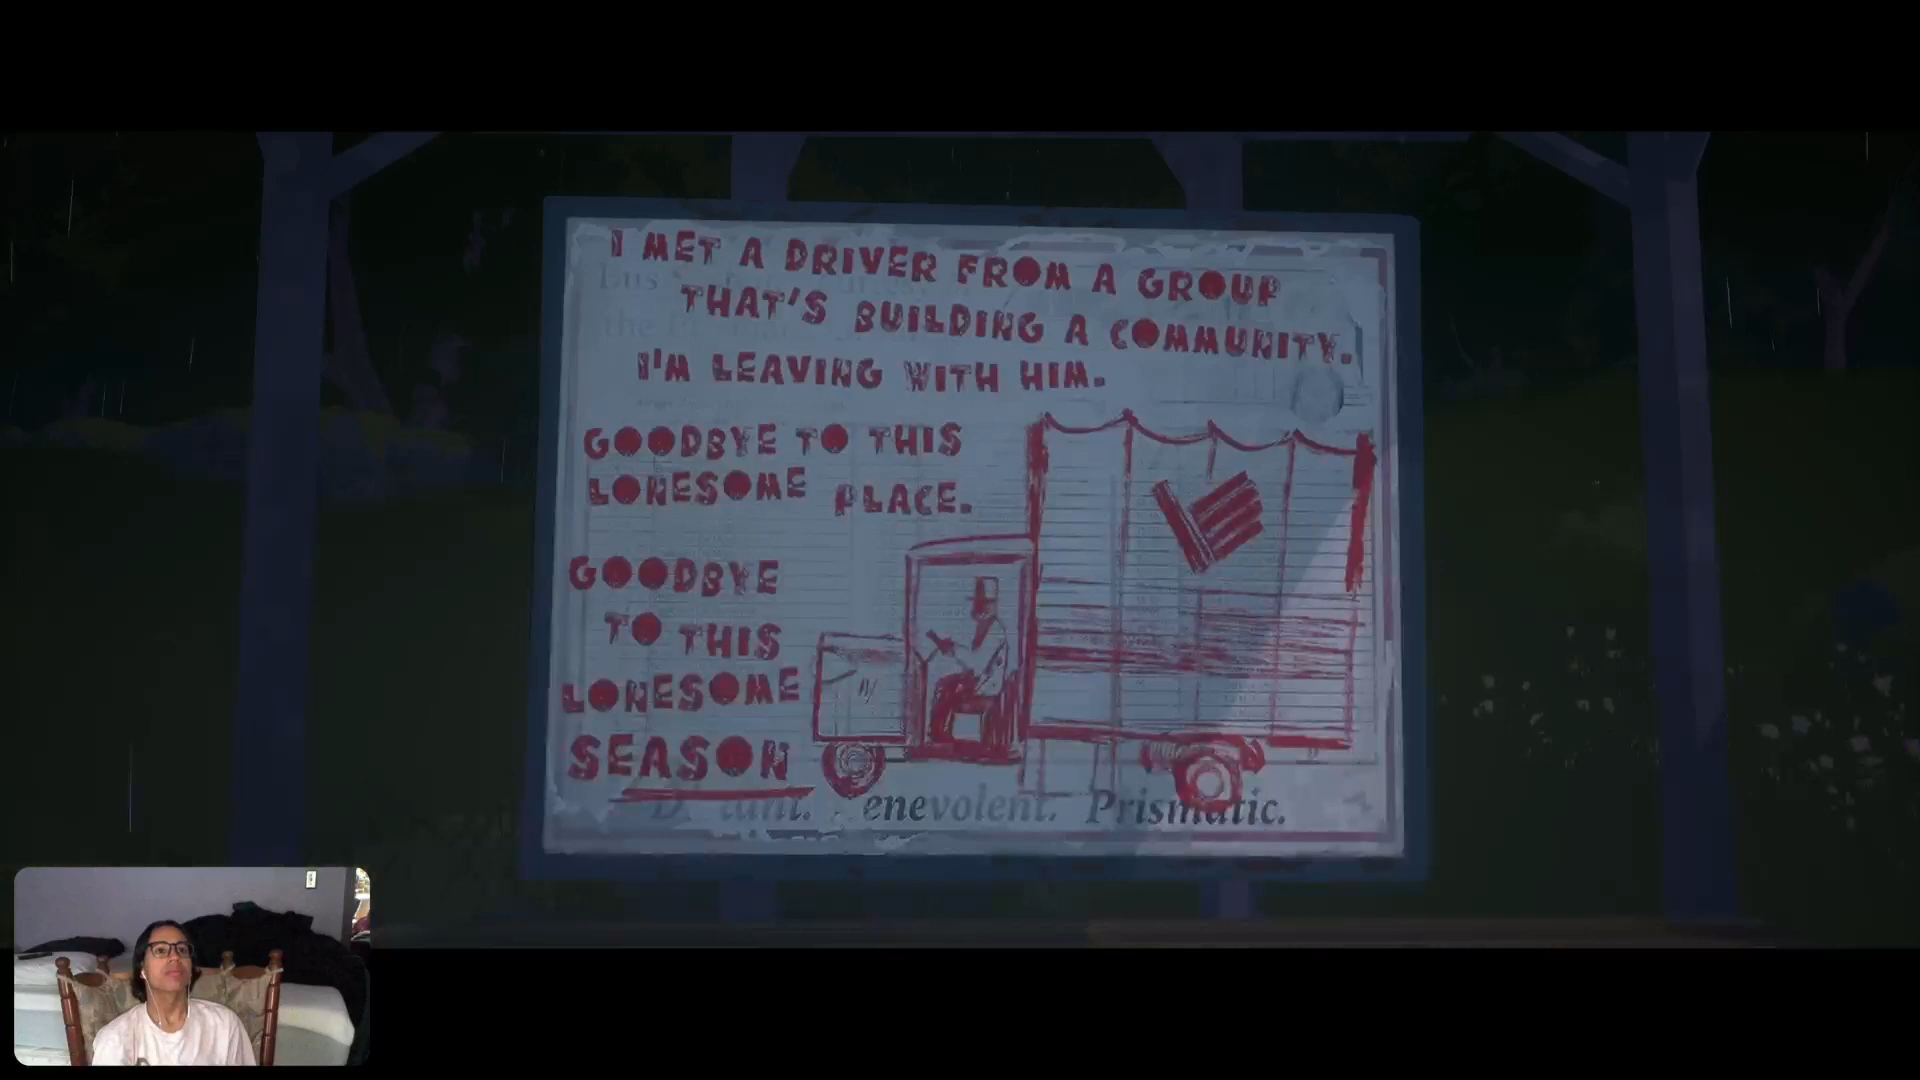 I MET A DRIVER FROM A GROUP
THAT'S BUILDING A COMMUNITY.
I'M LEAVING WITH HIM.
GOODBYE TO THIS
LONESOME PLACE.
GOODBYE
TO THIS
LONESOME
SEASON
enevolent. Prismatic.